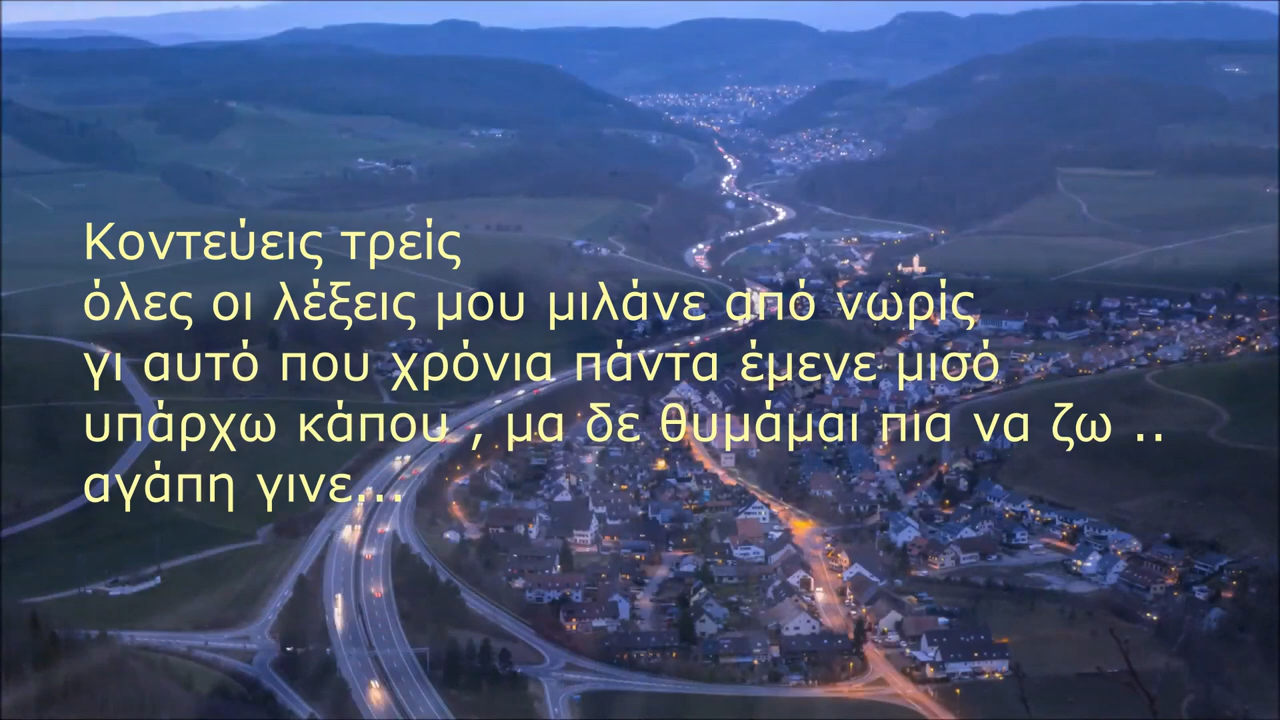 Κοντεύεις τρείς
όλες οι λέξεις μου μιλάνε από νωρίς
γι αυτό που χρόνια πάντα έμενε μισό
υπάρχω κάπου , μα δε θυμάμαι πια να ζω ..
αγάπη γινε...